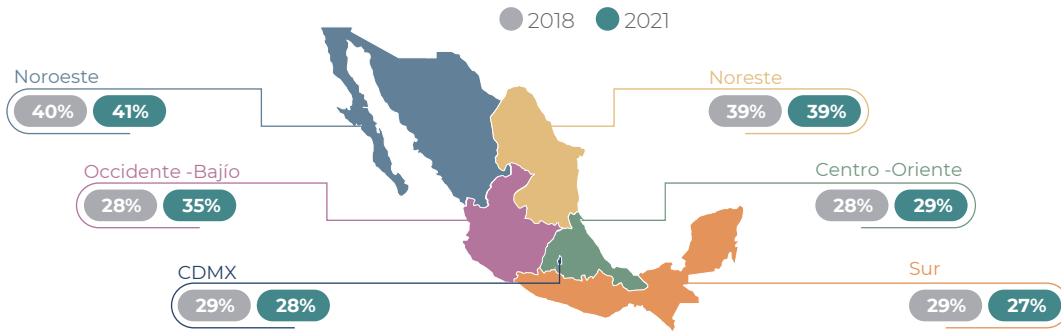 2018 2021
Noroeste
40% 41%
Noreste
39% 39%
Occidente -Bajío
28% 35%
Centro -Oriente
28% 29%
CDMX
29% 28%
Sur
29% 27%